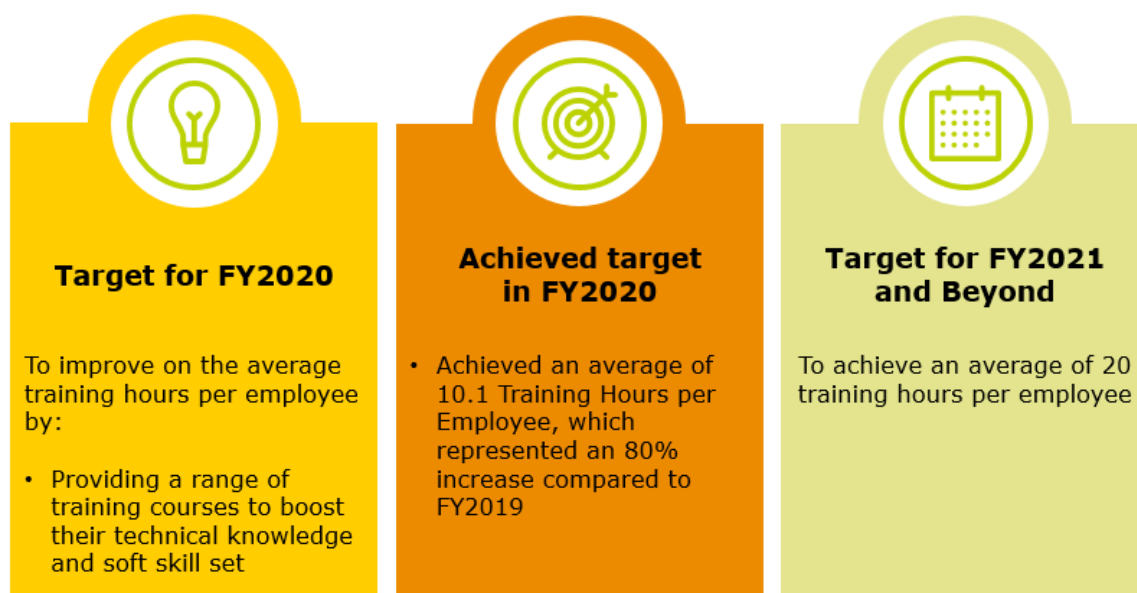 Target for FY2020
To improve on the average
training hours per employee
by:
• Providing a range of
training courses to boost
their technical knowledge
and soft skill set
Achieved target
in FY2020
• Achieved an average of
10.1 Training Hours per
Employee, which
represented an 80%
increase compared to
FY2019
Target for FY2021
and Beyond
To achieve an average of 20
training hours per employee